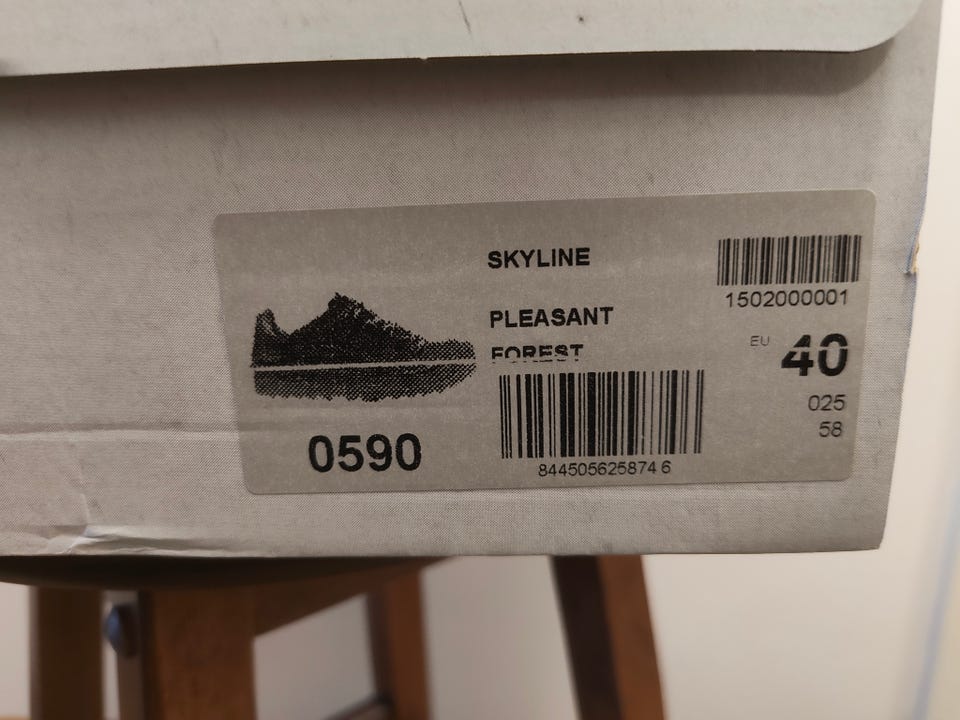 SKYLINE
PLEASANT
FOREST
0590
844505625874 6
1502000001
EU 40
025
58